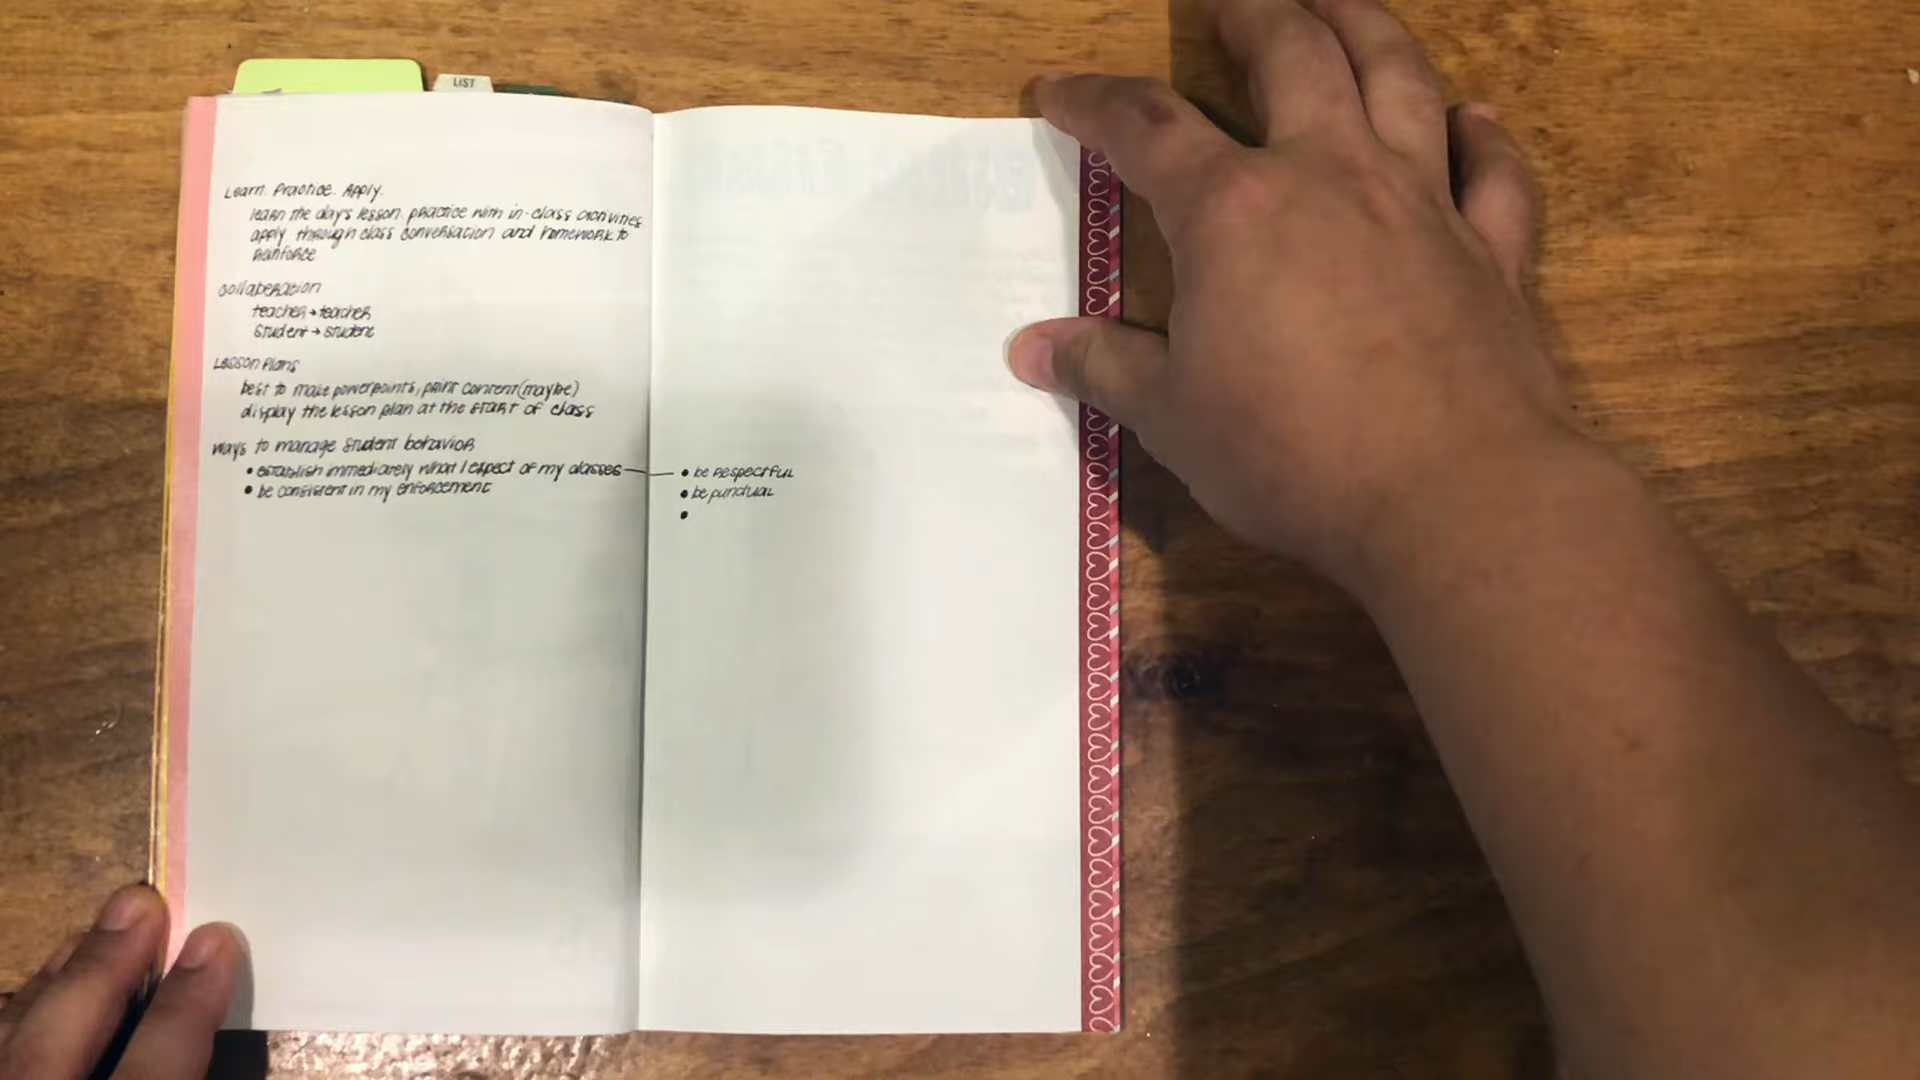 LIST
Learn. Practice. Apply.
learn the day's lesson. practice with in-class activities.
apply through class conversation and homework to
reinforce
Collaboration
teacher → teacher
student → student
Lesson Plans
best to make powerpoints, print content (maybe)
display the lesson plan at the start of class
Ways to manage student behavior
• establish immediately what I expect of my classes
• be consistent in my enforcement
• be respectful
• be punctual
•